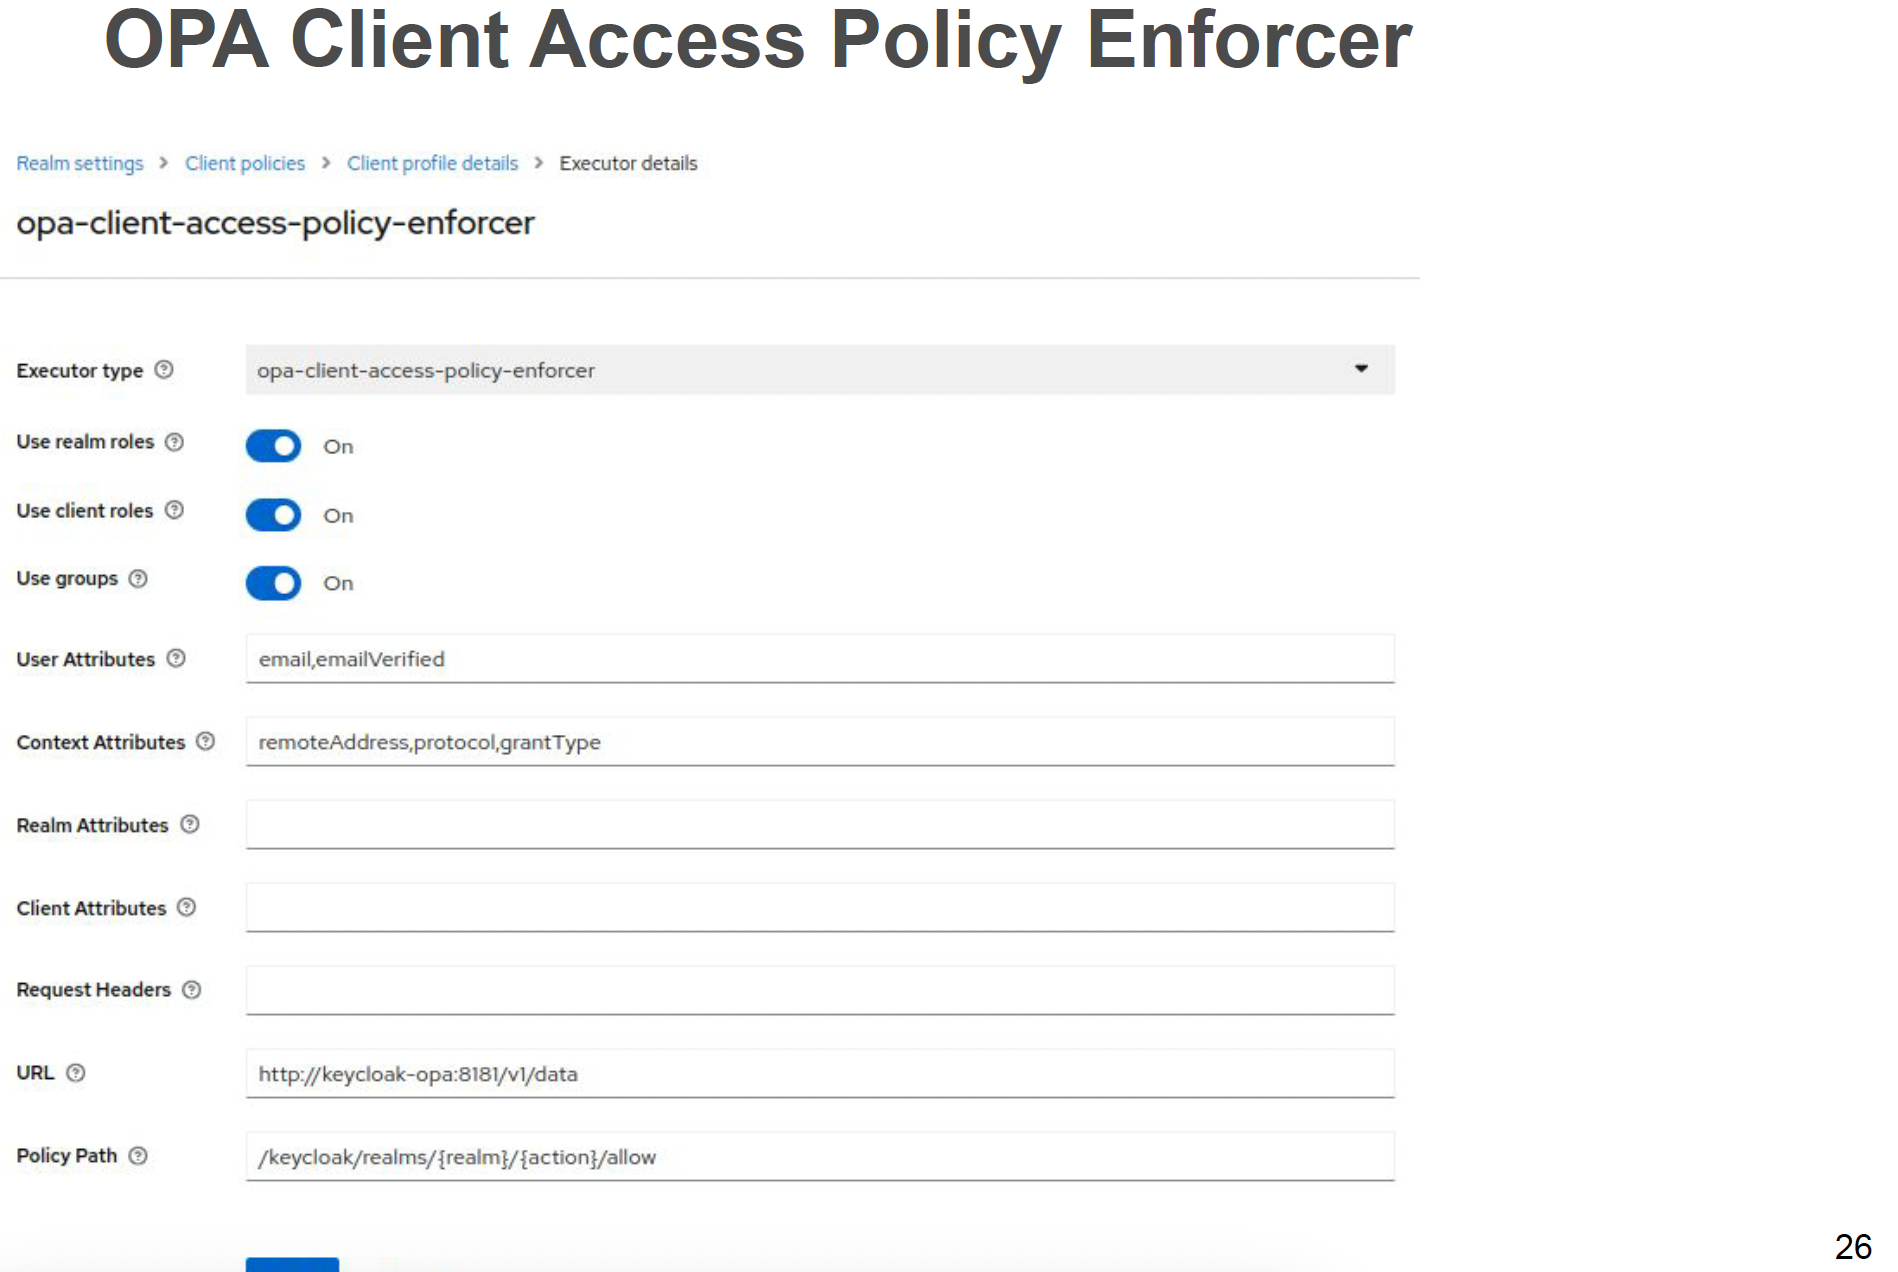 OPA Client Access Policy Enforcer
Realm settings > Client policies > Client profile details > Executor details
opa-client-access-policy-enforcer
Executor type opa-client-access-policy-enforcer
Use realm roles On
Use client roles On
Use groups On
User Attributes email,emailVerified
Context Attributes remoteAddress,protocol,grantType
Realm Attributes
Client Attributes
Request Headers
URL http://keycloak-opa:8181/v1/data
Policy Path /keycloak/realms/{realm}/{action}/allow
26